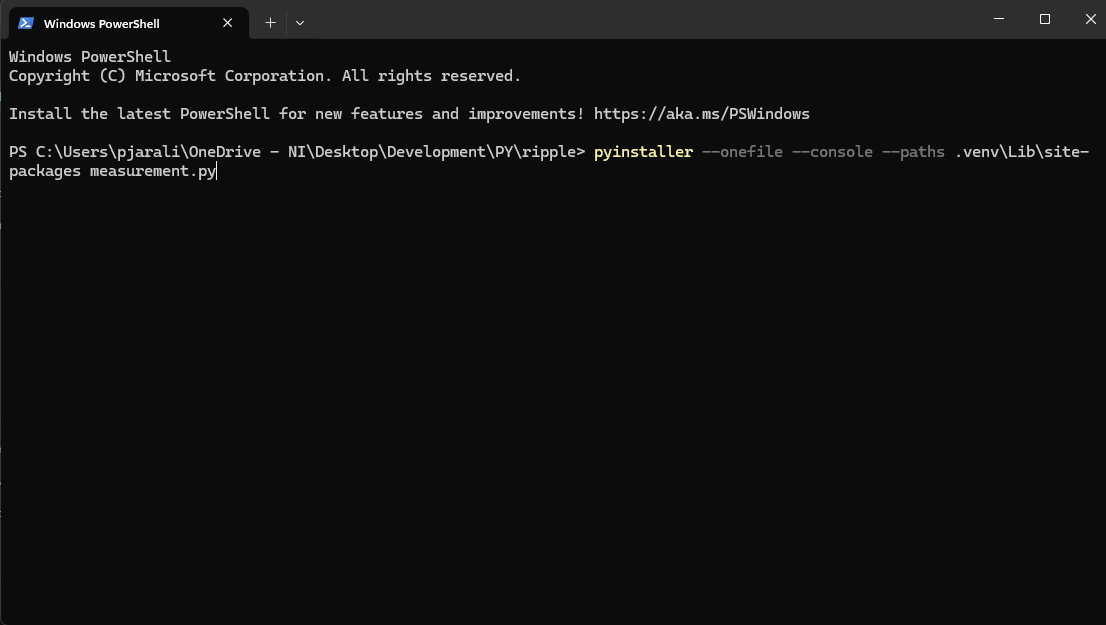 Windows PowerShell
Windows PowerShell
Copyright (C) Microsoft Corporation. All rights reserved.
Install the latest PowerShell for new features and improvements! https://aka.ms/PSWindows
PS C:\Users\pjarali\OneDrive - NI\Desktop\Development\PY\ripple> pyinstaller --onefile --console --paths .venv\Lib\site-
packages measurement.py